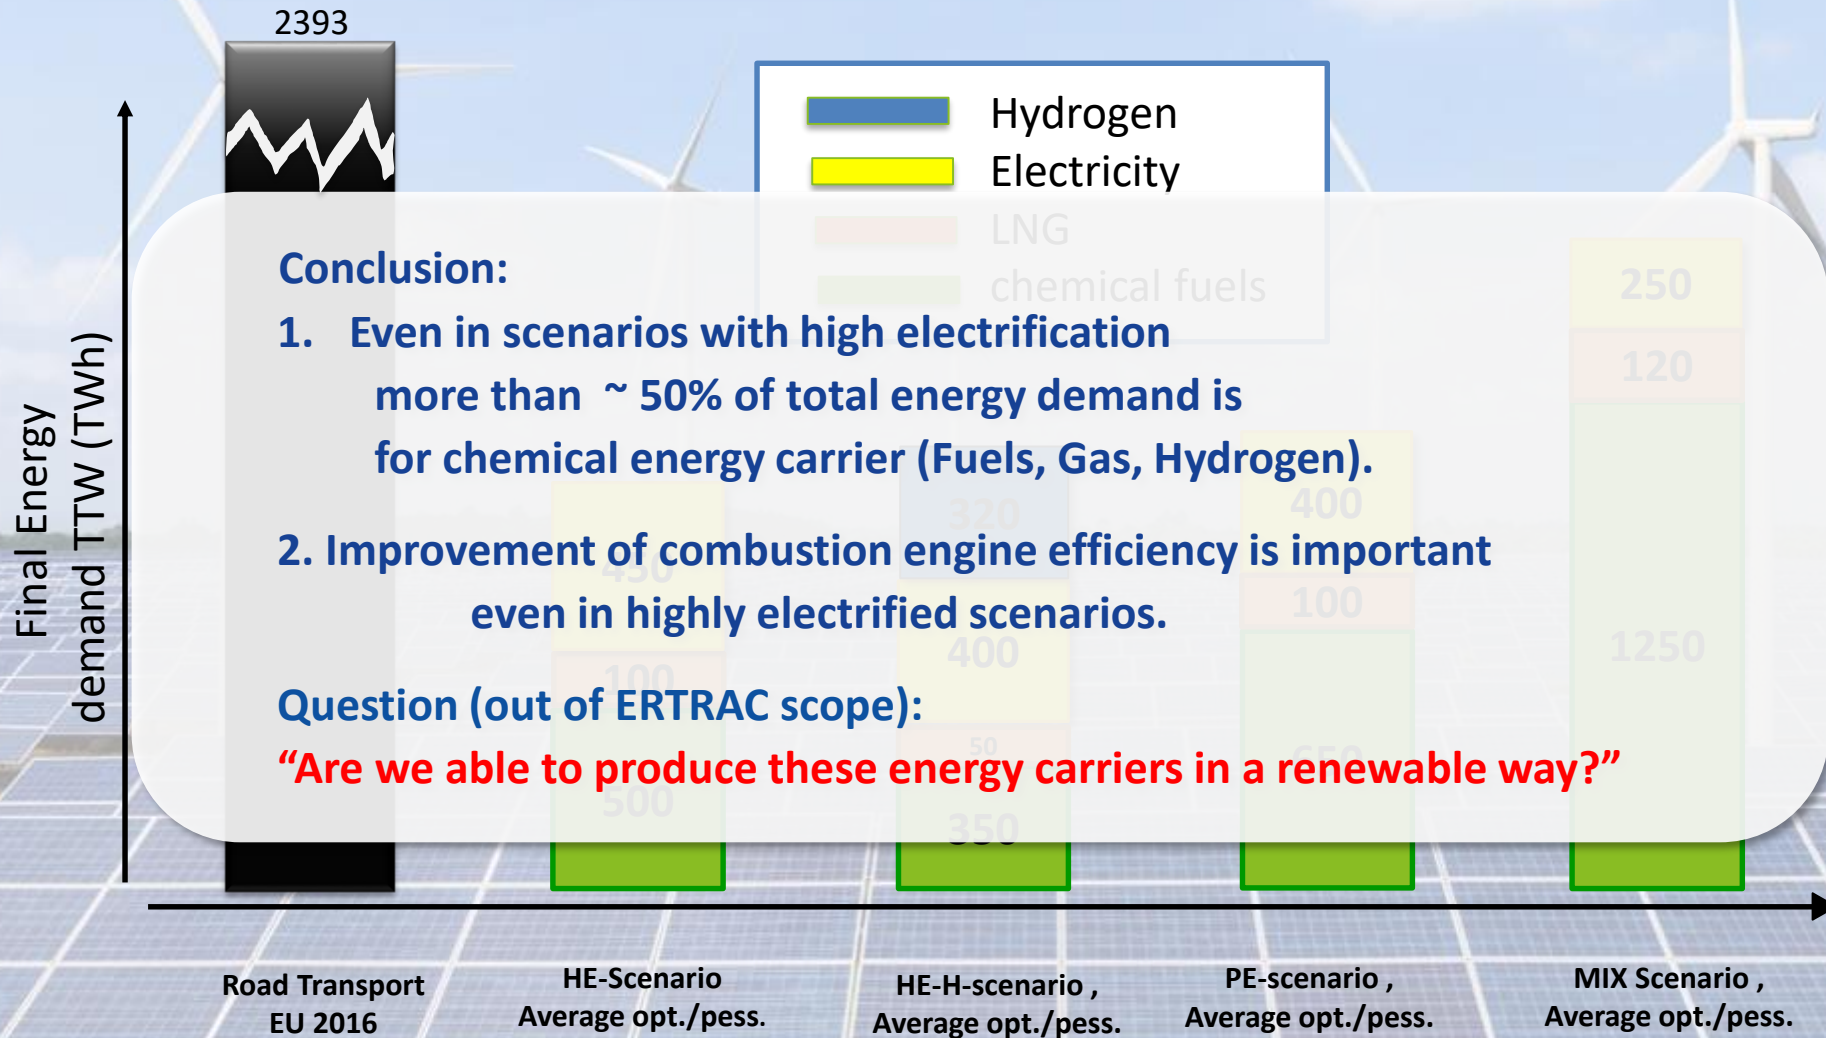 2393
Hydrogen
Electricity
LNG
chemical fuels
Final Energy
demand TTW (TWh)
Conclusion:
1. Even in scenarios with high electrification
more than ~ 50% of total energy demand is
for chemical energy carrier (Fuels, Gas, Hydrogen).
2. Improvement of combustion engine efficiency is important
even in highly electrified scenarios.
Question (out of ERTRAC scope):
“Are we able to produce these energy carriers in a renewable way?”
450
100
500
320
400
50
350
400
100
650
250
120
1250
Road Transport
EU 2016
HE-Scenario
Average opt./pess.
HE-H-scenario ,
Average opt./pess.
PE-scenario ,
Average opt./pess.
MIX Scenario ,
Average opt./pess.